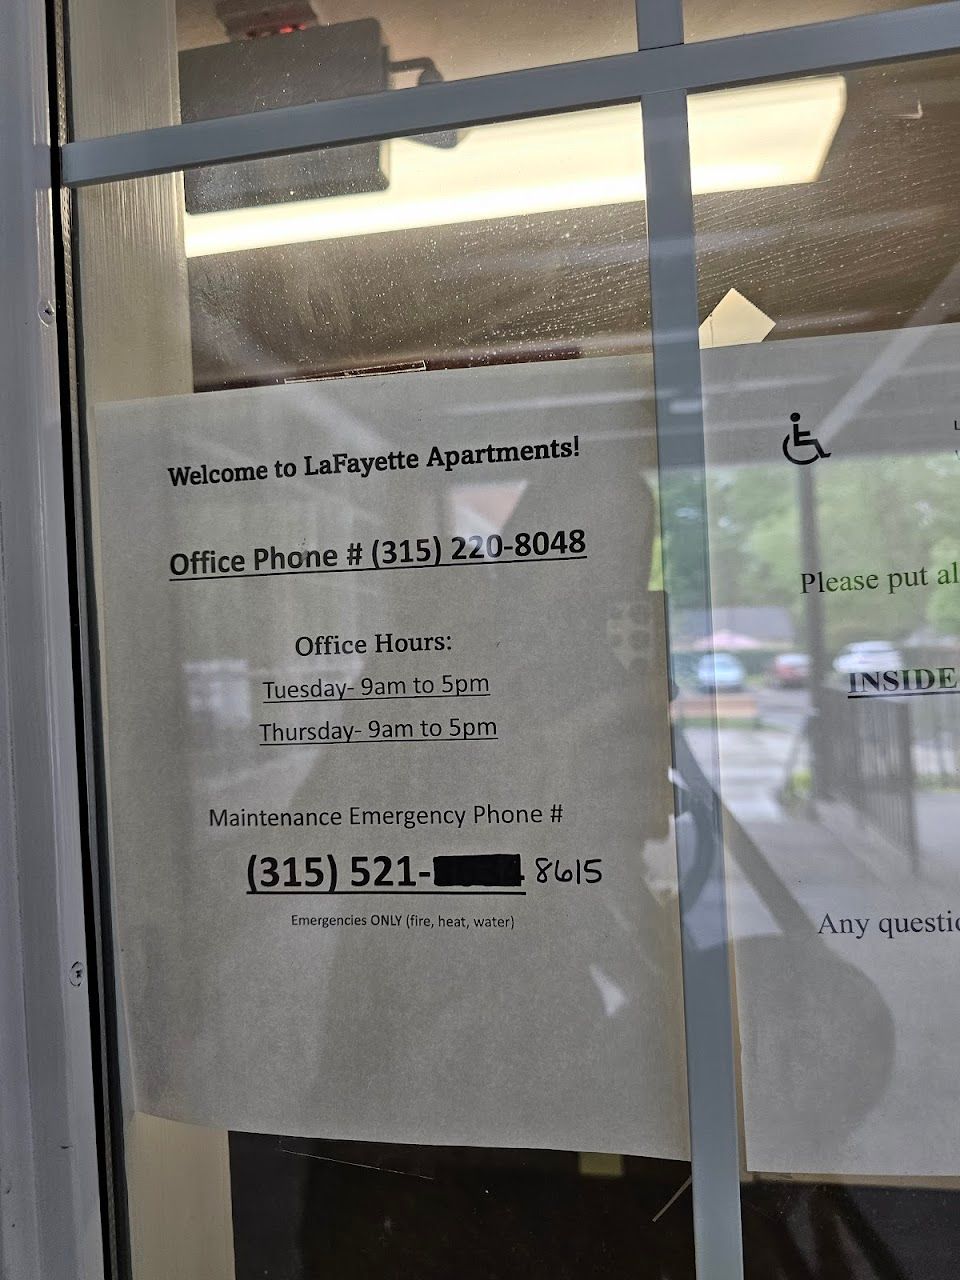 Welcome to LaFayette Apartments!
Office Phone # (315) 220-8048
Office Hours:
Tuesday- 9am to 5pm
Thursday- 9am to 5pm
Maintenance Emergency Phone #
(315) 521- 8615
Emergencies ONLY (fire, heat, water)
Please put al
INSIDE
Any questio